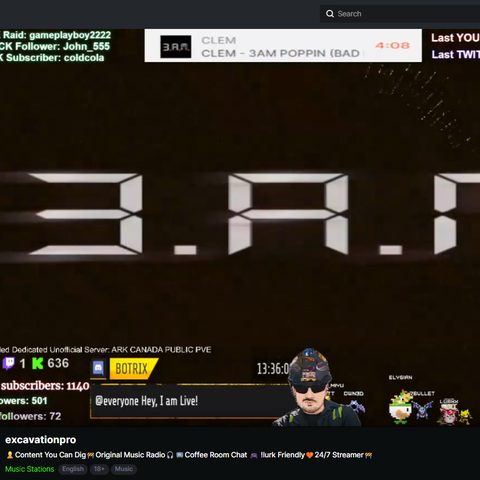 Search
Raid: gameplayboy2222
CK Follower: John_555
K Subscriber: coldcola
3.A.M.
CLEM
CLEM - 3AM POPPIN (BAD
4:08
Last YOU
Last TWIT
3.A.
ded Dedicated Unofficial Server: ARK CANADA PUBLIC PVE
1 K 636
BOTRIX
13:36:0
subscribers: 1140
owers: 501
followers: 72
@everyone Hey, I am Live!
ELYSIAN
excavationpro
Content You Can Dig Original Music Radio Coffee Room Chat !lurk Friendly 24/7 Streamer
Music Stations English 18+ Music